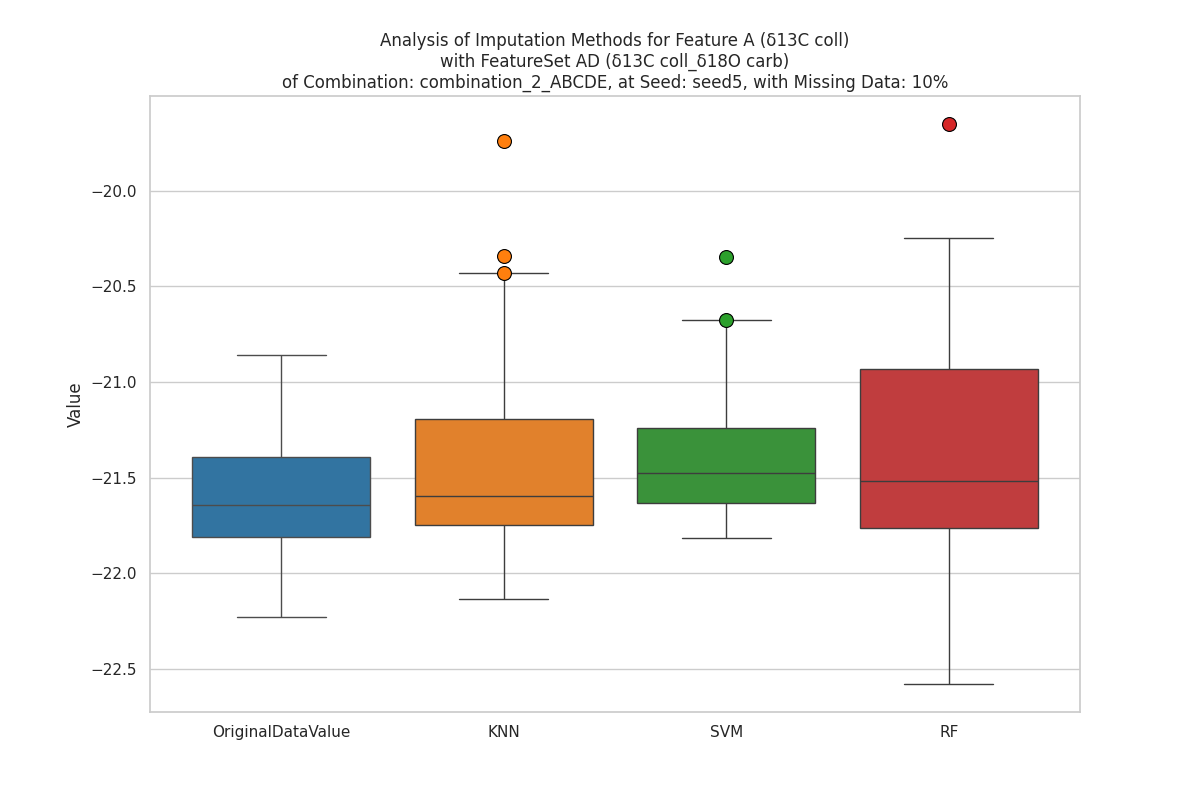 Analysis of Imputation Methods for Feature A (δ13C coll)
with FeatureSet AD (δ13C coll_δ18O carb)
of Combination: combination_2_ABCDE, at Seed: seed5, with Missing Data: 10%
Value
−20.0
−20.5
−21.0
−21.5
−22.0
−22.5
OriginalDataValue
KNN
SVM
RF